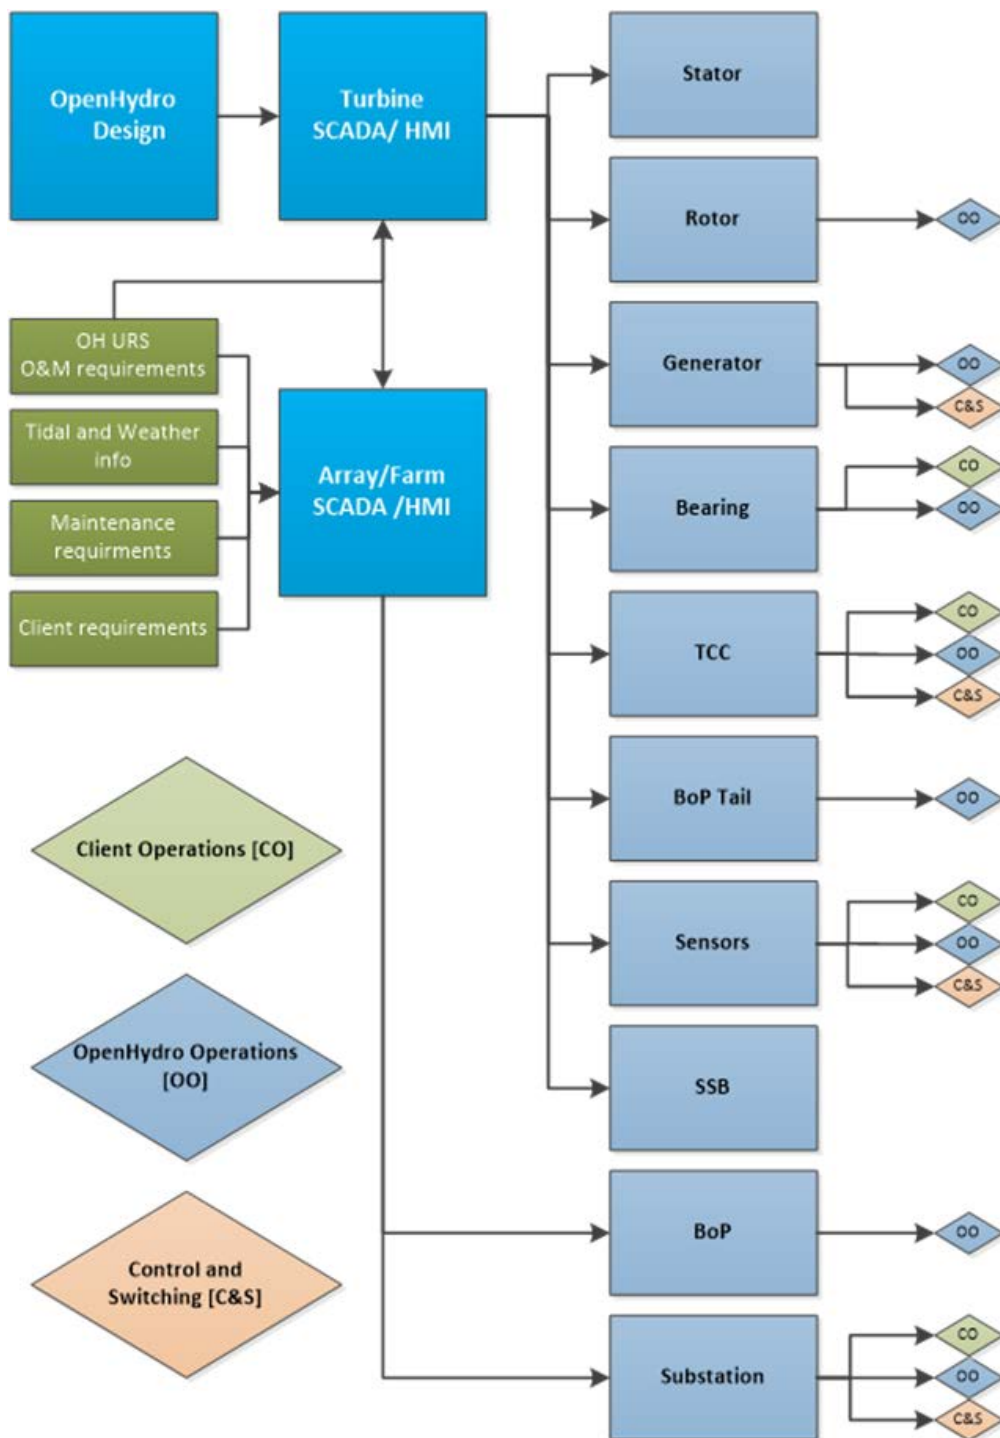 OpenHydro
Design
Turbine
SCADA/ HMI
Stator
Rotor
OO
OH URS
O&M requirements
Tidal and Weather
info
Maintenance
requirments
Client requirements
Array/Farm
SCADA /HMI
Generator
OO
C&S
Bearing
CO
OO
TCC
CO
OO
C&S
BoP Tail
OO
Sensors
CO
OO
C&S
SSB
BoP
OO
Substation
CO
OO
C&S
Client Operations [CO]
OpenHydro Operations
[OO]
Control and
Switching [C&S]